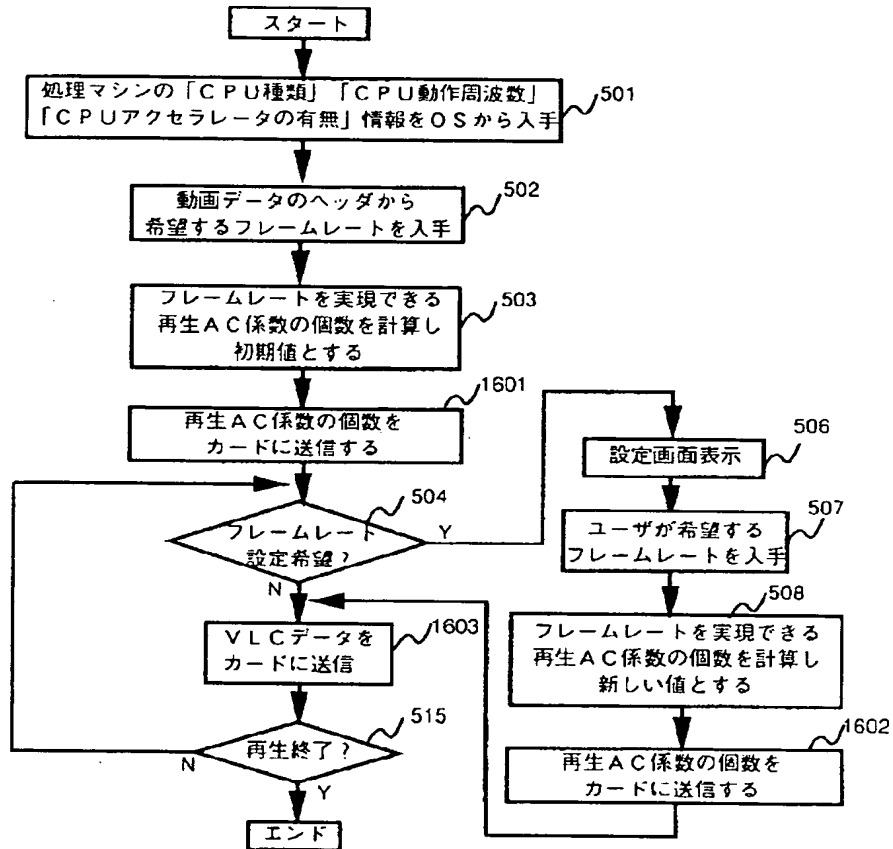 スタート
処理マシンの「CPU種類」「CPU動作周波数」
「CPUアクセラレータの有無」情報をOSから入手
501
動画データのヘッダから
希望するフレームレートを入手
502
フレームレートを実現できる
再生AC係数の個数を計算し
初期値とする
503
再生AC係数の個数を
カードに送信する
1601
フレームレート
設定希望?
504
Y
N
設定画面表示
506
ユーザが希望する
フレームレートを入手
507
フレームレートを実現できる
再生AC係数の個数を計算し
新しい値とする
508
再生AC係数の個数を
カードに送信する
1602
VLCデータを
カードに送信
1603
再生終了?
515
N
Y
エンド